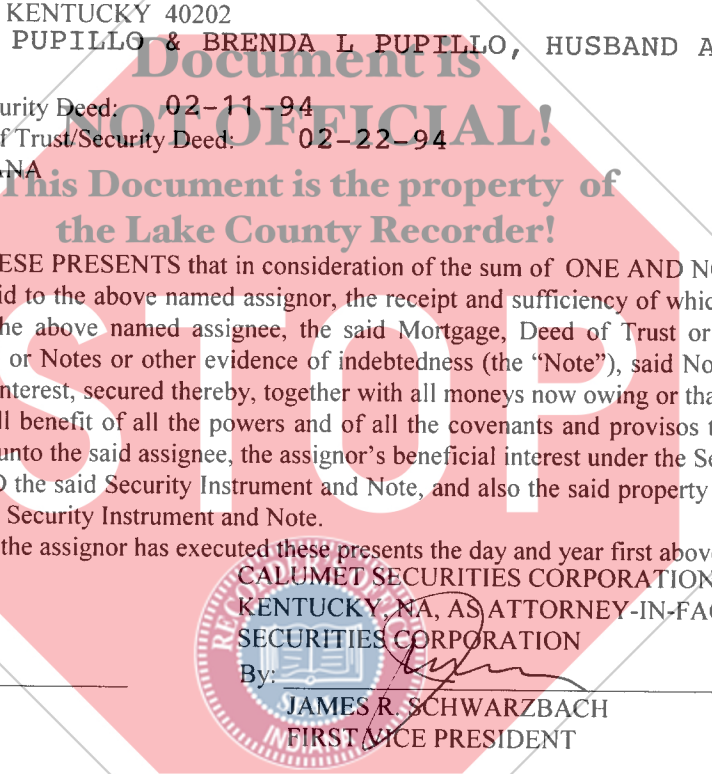 KENTUCKY 40202
PUPILLO & BRENDA L PUPILLO, HUSBAND A
Document is
urity Deed: 02-11-94
NOT OFFICIAL!
f Trust/Security Deed: 02-22-94
ANA
This Document is the property of
the Lake County Recorder!
ESE PRESENTS that in consideration of the sum of ONE AND NO
id to the above named assignor, the receipt and sufficiency of whic
he above named assignee, the said Mortgage, Deed of Trust or
or Notes or other evidence of indebtedness (the “Note”), said No
nterest, secured thereby, together with all moneys now owing or tha
ll benefit of all the powers and of all the covenants and provisos t
unto the said assignee, the assignor’s beneficial interest under the Se
D the said Security Instrument and Note, and also the said property
Security Instrument and Note.
the assignor has executed these presents the day and year first above
STOP
CALUMET SECURITIES CORPORATION
KENTUCKY, NA, AS ATTORNEY-IN-FAC
SECURITIES CORPORATION
By:
JAMES R. SCHWARZBACH
FIRST VICE PRESIDENT
RECORDER'S OFFICE
SEAL
INDIANA